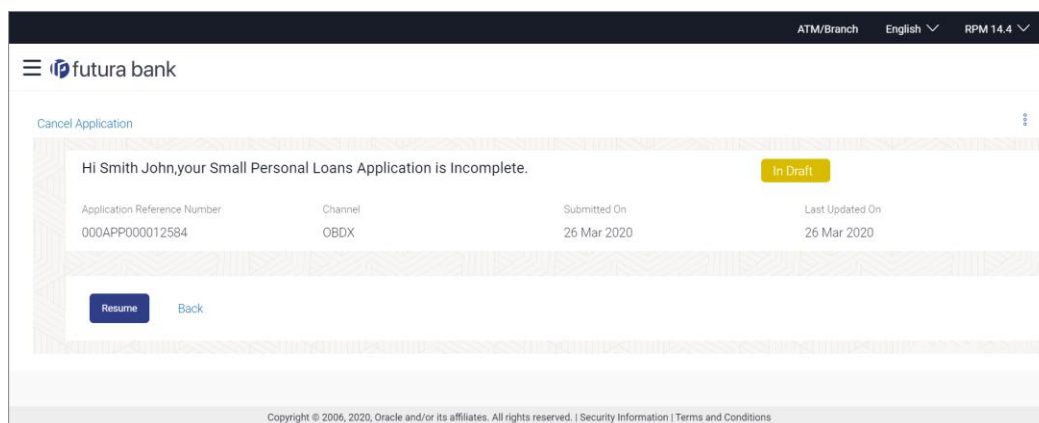 ATM/Branch English RPM 14.4
futura bank
Cancel Application
Hi Smith John,your Small Personal Loans Application is Incomplete. In Draft
Application Reference Number Channel Submitted On Last Updated On
000APP000012584 OBDX 26 Mar 2020 26 Mar 2020
Resume Back
Copyright © 2006, 2020, Oracle and/or its affiliates. All rights reserved. | Security Information | Terms and Conditions